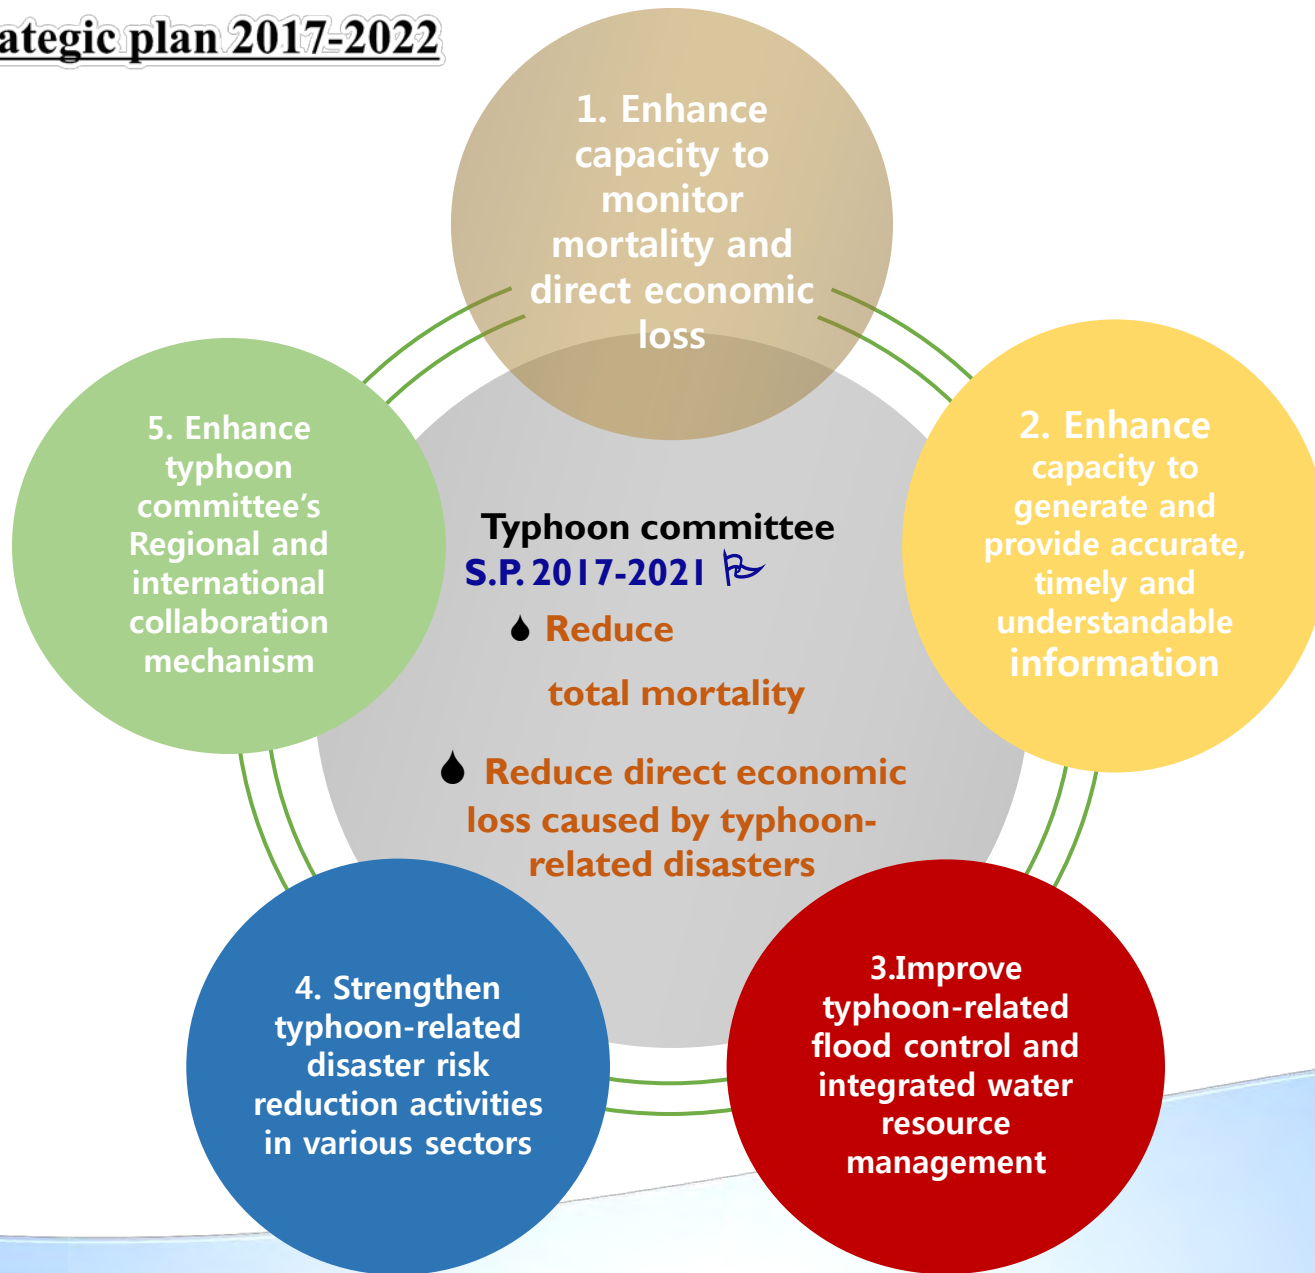 ategic plan 2017-2022
1. Enhance
capacity to
monitor
mortality and
direct economic
loss
2. Enhance
capacity to
generate and
provide accurate,
timely and
understandable
information
3.Improve
typhoon-related
flood control and
integrated water
resource
management
4. Strengthen
typhoon-related
disaster risk
reduction activities
in various sectors
5. Enhance
typhoon
committee’s
Regional and
international
collaboration
mechanism
Typhoon committee
S.P. 2017-2021
Reduce
total mortality
Reduce direct economic
loss caused by typhoon-
related disasters